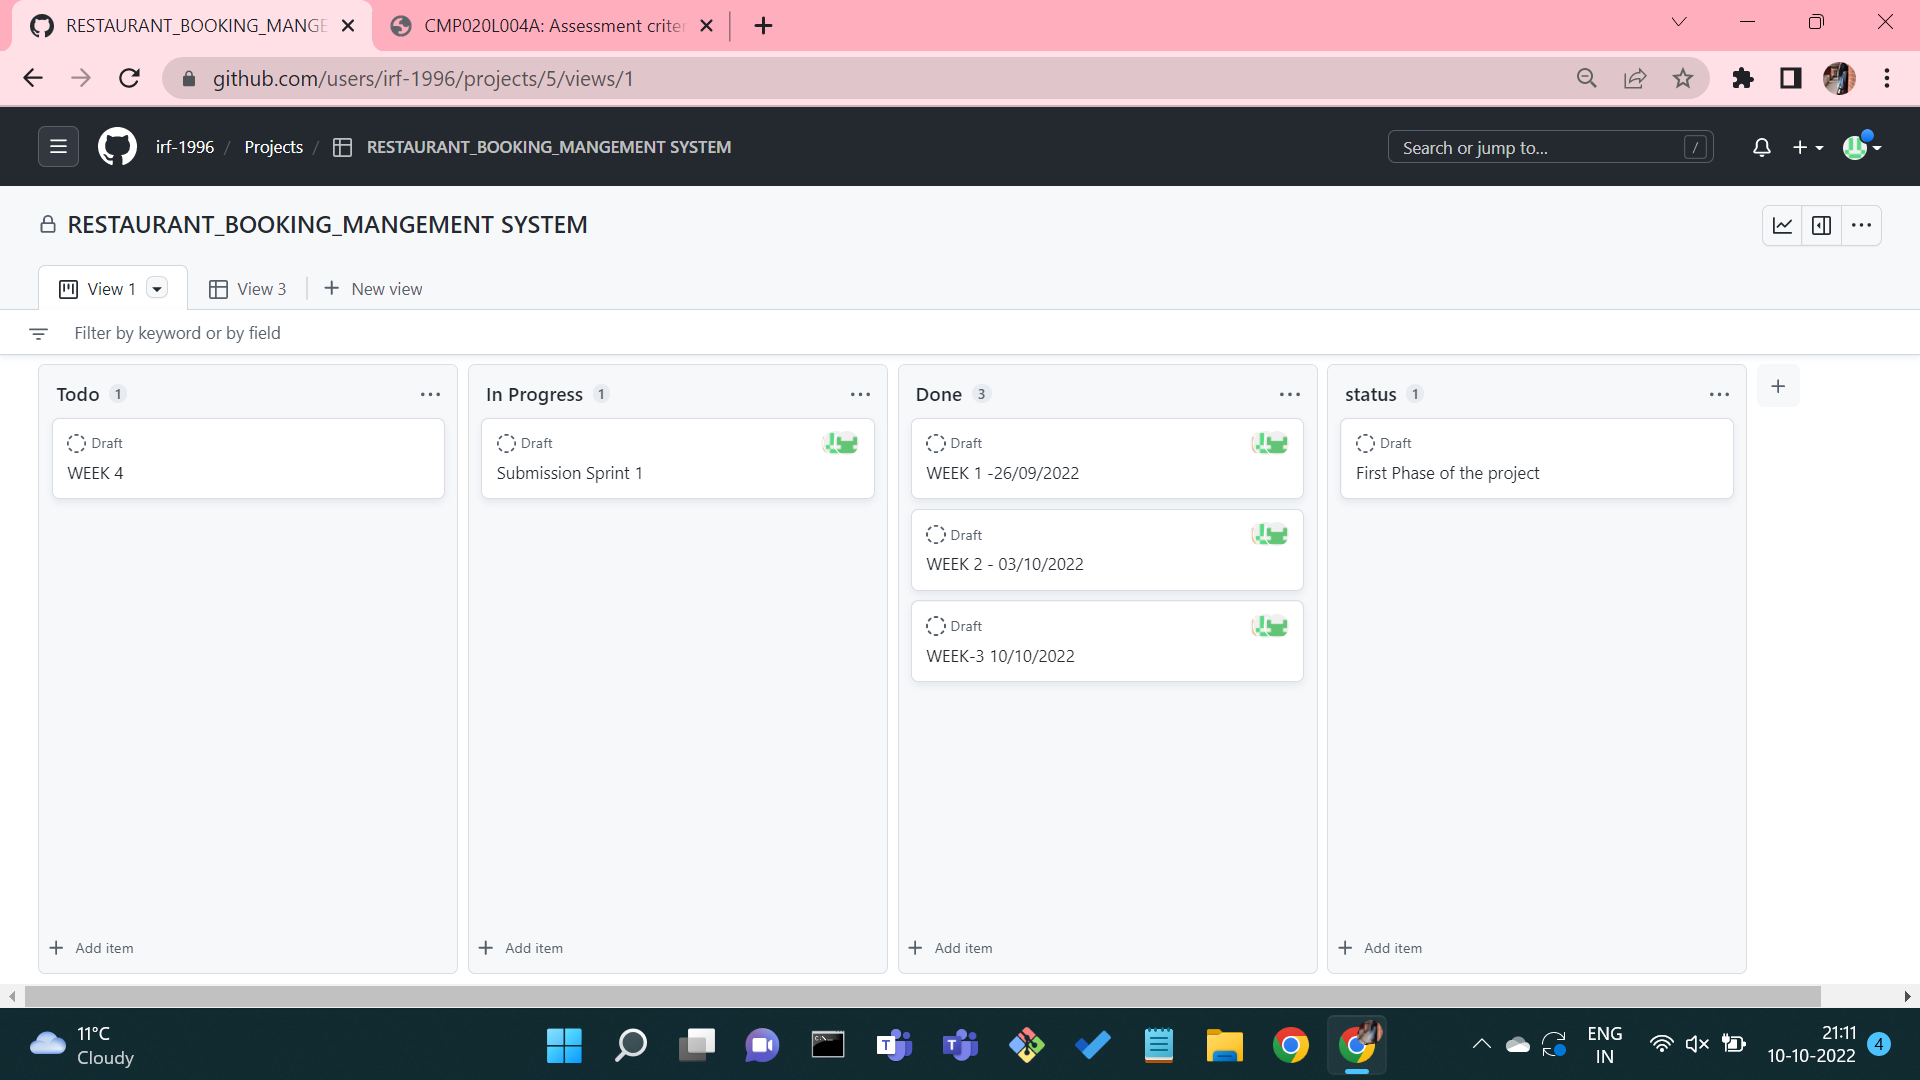 RESTAURANT_BOOKING_MANGE
CMP020L004A: Assessment criter
github.com/users/irf-1996/projects/5/views/1
irf-1996 / Projects / RESTAURANT_BOOKING_MANGEMENT SYSTEM
Search or jump to... /
RESTAURANT_BOOKING_MANGEMENT SYSTEM
View 1
View 3
New view
Filter by keyword or by field
Todo 1
Draft
WEEK 4
Add item
In Progress 1
Draft
Submission Sprint 1
Add item
Done 3
Draft
WEEK 1 -26/09/2022
Draft
WEEK 2 - 03/10/2022
Draft
WEEK-3 10/10/2022
Add item
status 1
Draft
First Phase of the project
Add item
11°C
Cloudy
ENG
IN
21:11
10-10-2022
4